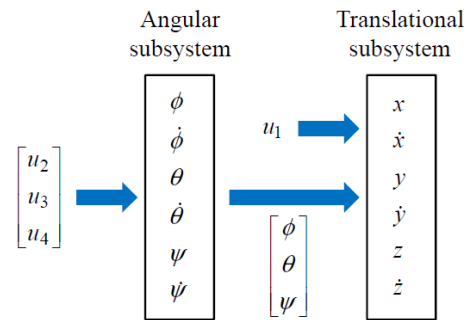 Angular
subsystem
Translational
subsystem
u₂
u₃
u₄
ϕ
ϕ̇
θ
θ̇
ψ
ψ̇
u₁
ϕ
θ
ψ
x
ẋ
y
ẏ
z
ż